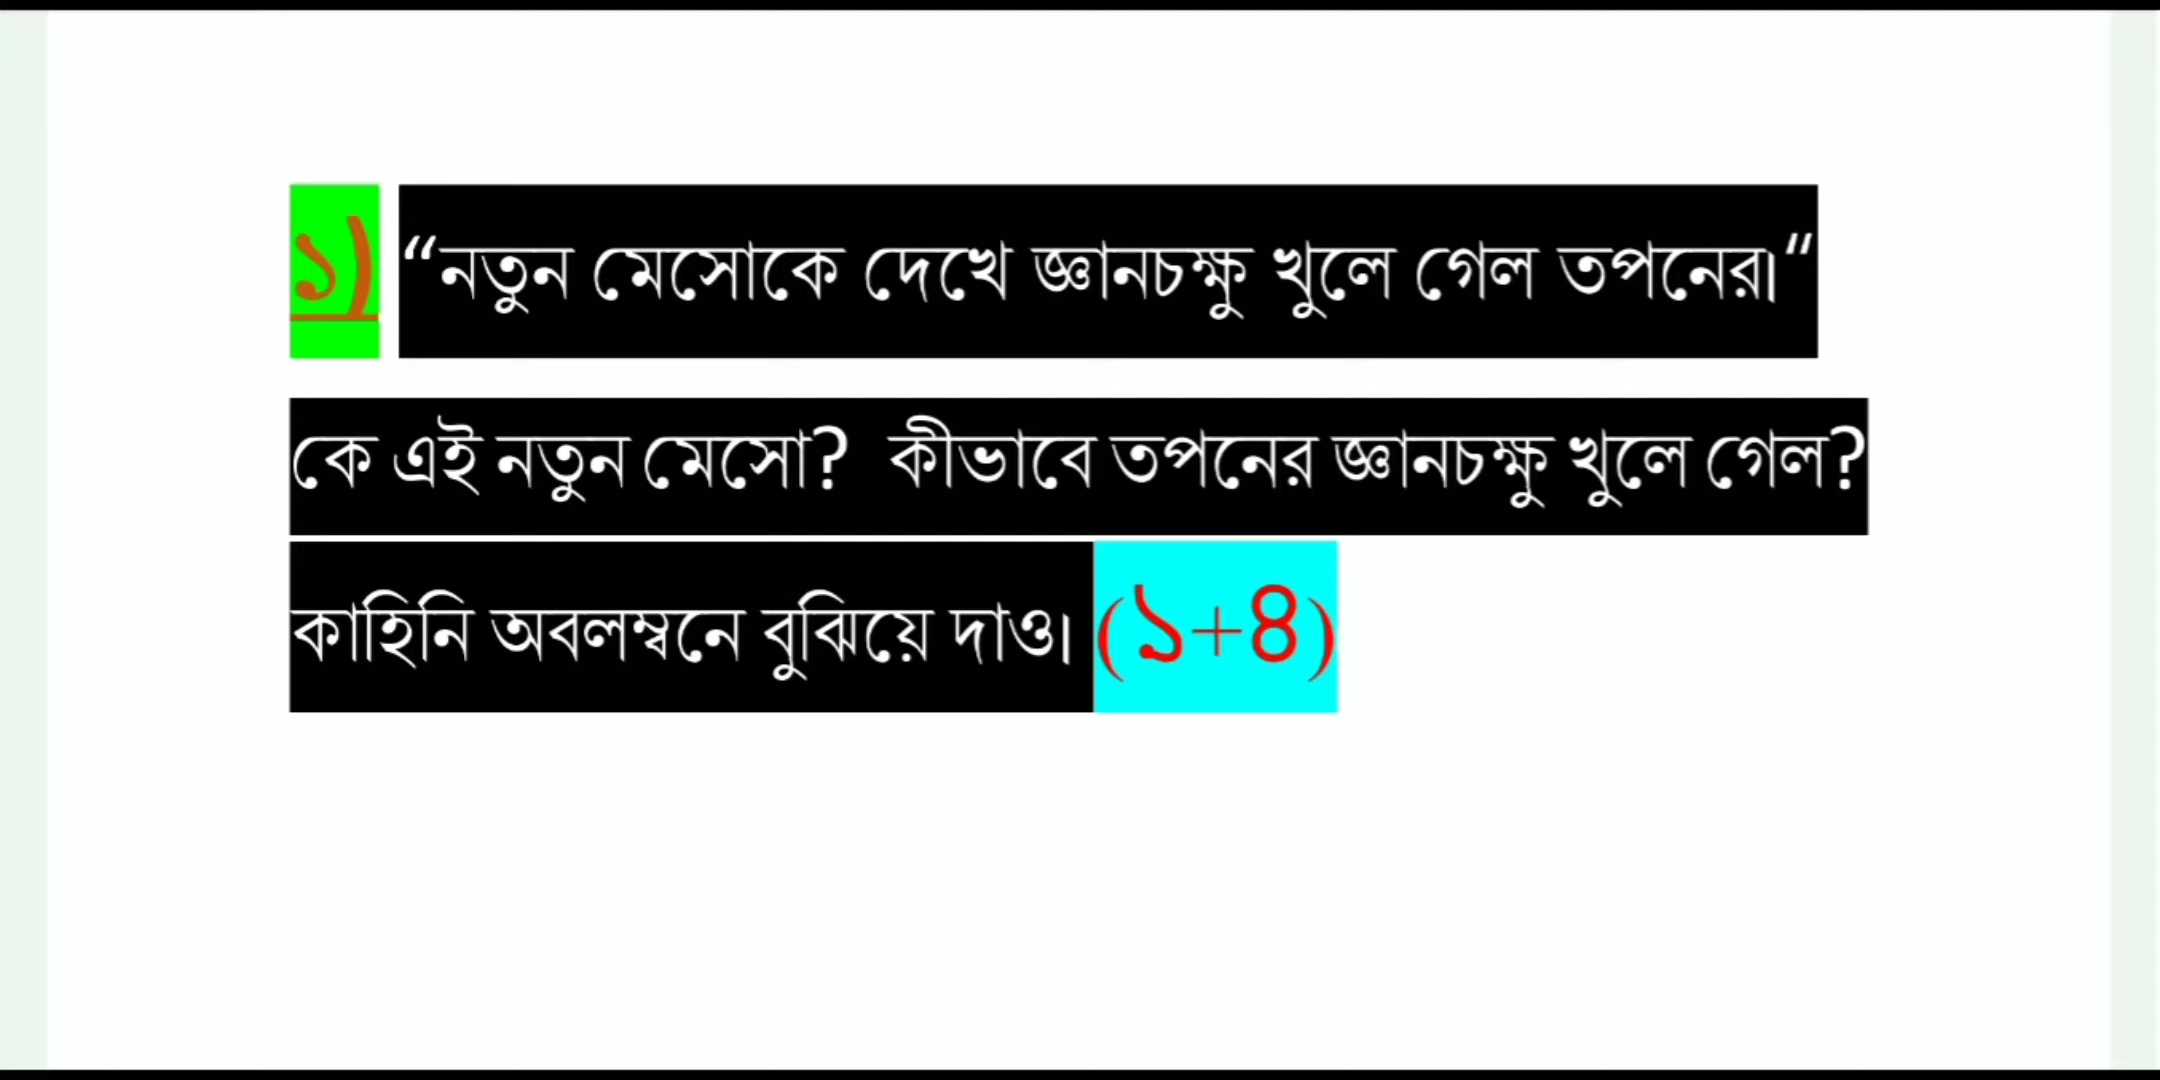 ১) “নতুন মেসোকে দেখে জ্ঞানচক্ষু খুলে গেল তপনের।“
কে এই নতুন মেসো? কীভাবে তপনের জ্ঞানচক্ষু খুলে গেল?
কাহিনি অবলম্বনে বুঝিয়ে দাও। (১+৪)